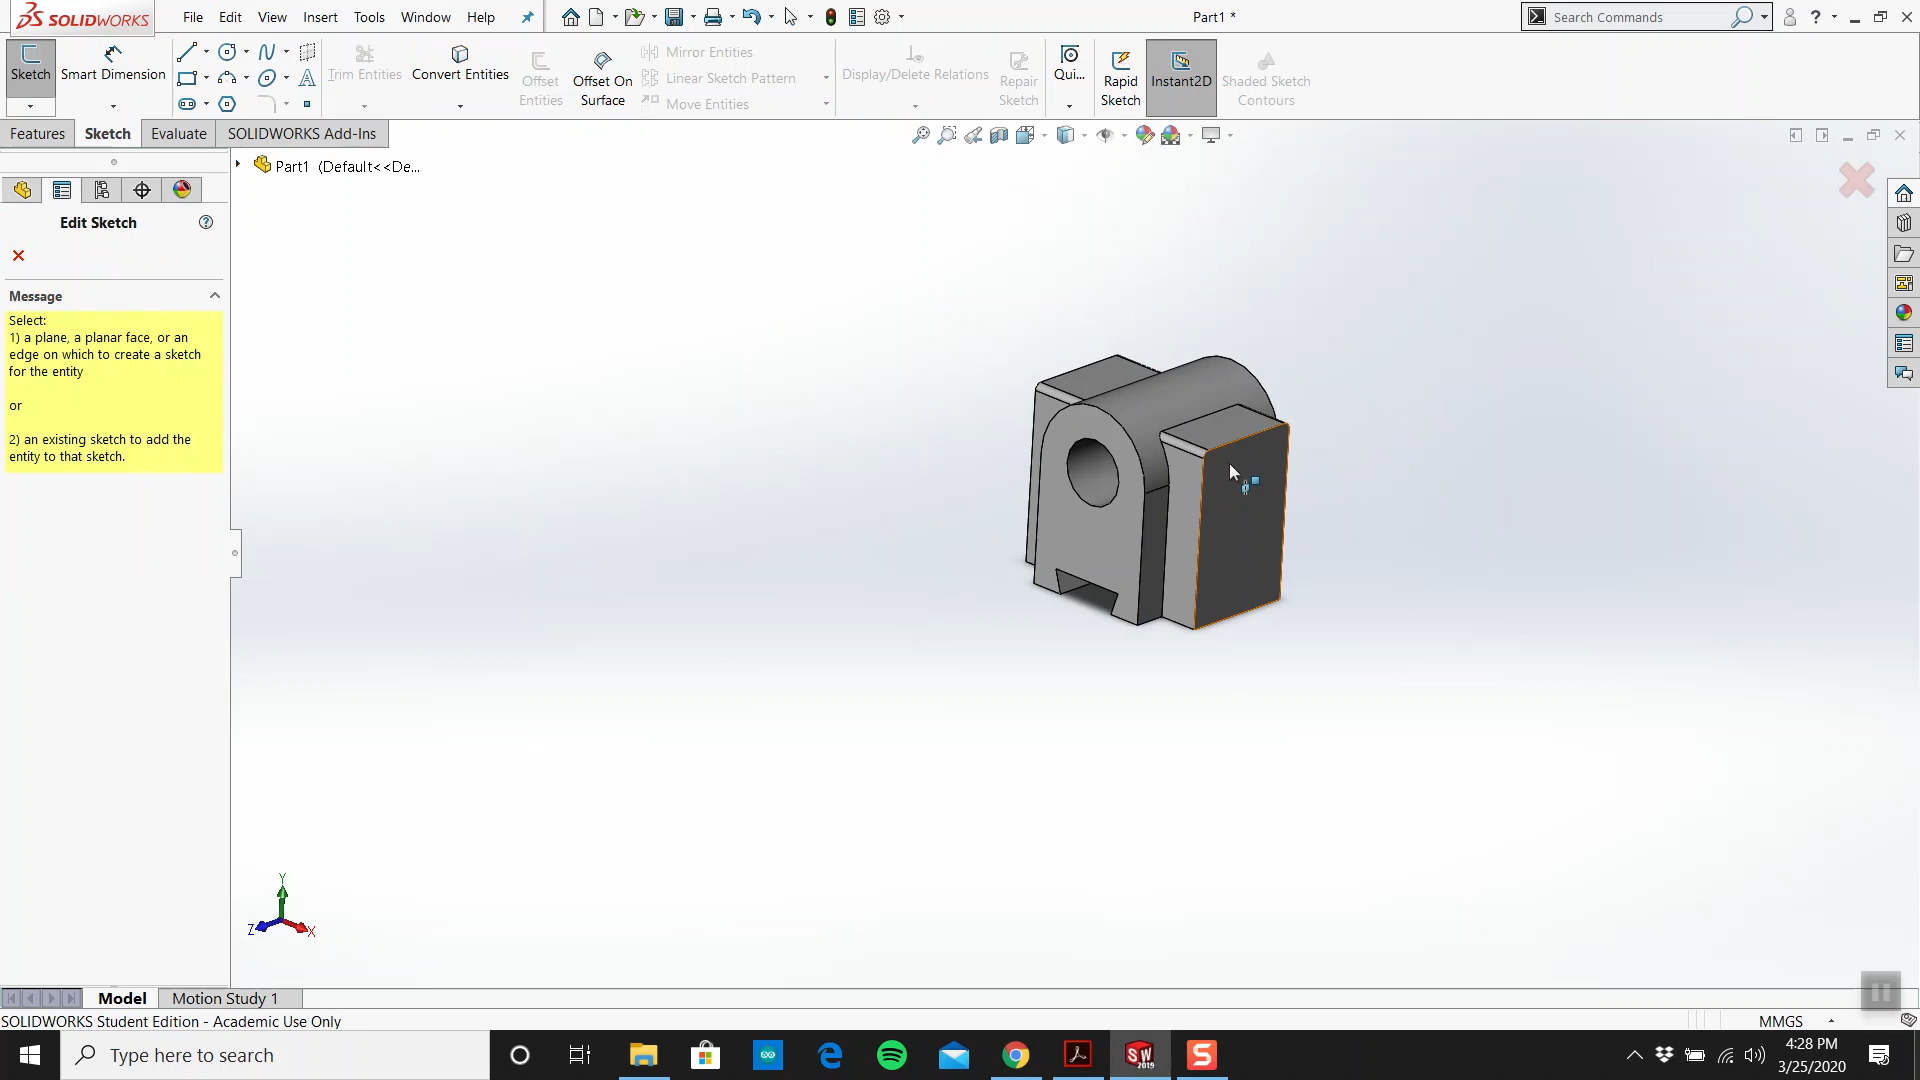 SOLIDWORKS File Edit View Insert Tools Window Help Part1 * Search Commands ?
Sketch Smart Dimension Trim Entities Convert Entities Offset Entities Offset On Surface Mirror Entities Linear Sketch Pattern Move Entities Display/Delete Relations Repair Sketch Qui... Rapid Sketch Instant2D Shaded Sketch Contours
Features Sketch Evaluate SOLIDWORKS Add-Ins
Part1 (Default<<De...
Edit Sketch
Message
Select:
1) a plane, a planar face, or an
edge on which to create a sketch
for the entity
or
2) an existing sketch to add the
entity to that sketch.
Y
Z X
Model Motion Study 1
SOLIDWORKS Student Edition - Academic Use Only MMGS
Type here to search
SW
2019
S
4:28 PM
3/25/2020